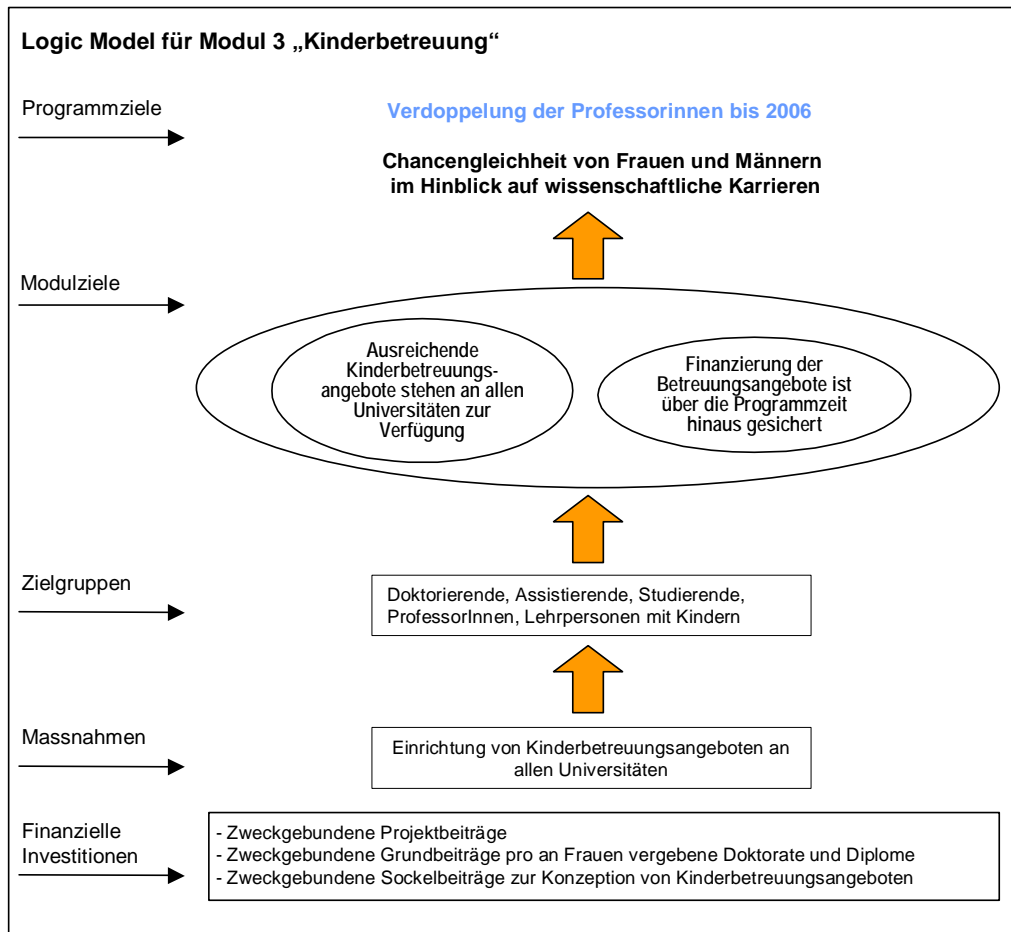 Logic Model für Modul 3 „Kinderbetreuung“
Programmziele
Verdoppelung der Professorinnen bis 2006
Chancengleichheit von Frauen und Männern
im Hinblick auf wissenschaftliche Karrieren
Modulziele
Ausreichende
Kinderbetreuungs-
angebote stehen an allen
Universitäten zur
Verfügung
Finanzierung der
Betreuungsangebote ist
über die Programmzeit
hinaus gesichert
Zielgruppen
Doktorierende, Assistierende, Studierende,
ProfessorInnen, Lehrpersonen mit Kindern
Massnahmen
Einrichtung von Kinderbetreuungsangeboten an
allen Universitäten
Finanzielle
Investitionen
- Zweckgebundene Projektbeiträge
- Zweckgebundene Grundbeiträge pro an Frauen vergebene Doktorate und Diplome
- Zweckgebundene Sockelbeiträge zur Konzeption von Kinderbetreuungsangeboten